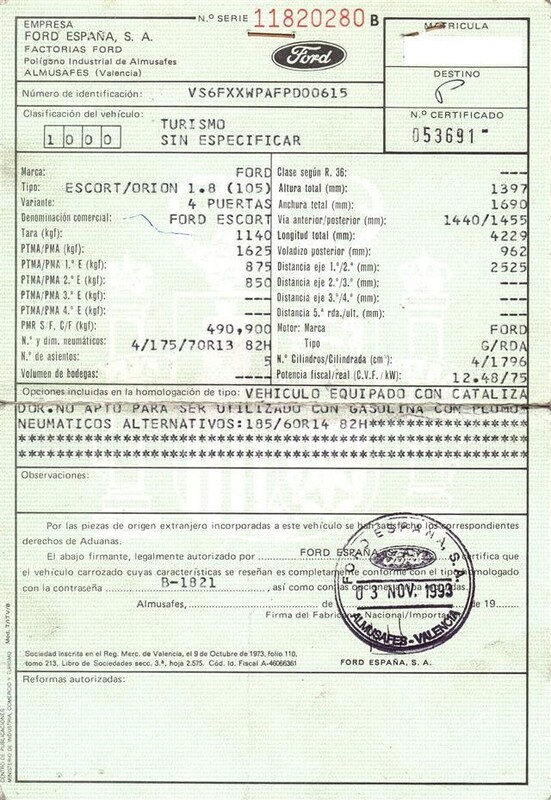 EMPRESA
FORD ESPAÑA, S. A.
FACTORIAS FORD
Polígono Industrial de Almusafes
ALMUSAFES (Valencia)
N.º SERIE 11820280 B
Ford
MATRICULA
DESTINO
Número de identificación: VS6FXXWPAFPD00615
N.º CERTIFICADO
053691
Clasificación del vehículo: TURISMO
1000 SIN ESPECIFICAR
Marca: FORD
Tipo: ESCORT/ORION 1.8 (105)
Variante: 4 PUERTAS
Denominación comercial: FORD ESCORT
Tara (kgf): 1140
PTMA/PMA (kgf) 1625
PTMA/PMA 1.º E (kgf) 875
PTMA/PMA 2.º E (kgf) 850
PTMA/PMA 3.º E (kgf) ---
PTMA/PMA 4.º E (kgf) ---
PMR S/F, C/F (kgf) 490,900
N.º y dim. neumáticos: 4/175/70R13 82H
N.º de asientos: 5
Volumen de bodegas: ---
Clase según R. 36: ---
Altura total (mm): 1397
Anchura total (mm): 1690
Via anterior/posterior (mm): 1440/1455
Longitud total (mm): 4229
Voladizo posterior (mm): 962
Distancia eje 1.º/2.º (mm): 2525
Distancia eje 2.º/3.º (mm): ---
Distancia eje 3.º/4.º (mm): ---
Distancia 5.ª rda./ult. (mm): ---
Motor: Marca FORD
Tipo G/RDA
N.º Cilindros/Cilindrada (cm³): 4/1796
Potencia fiscal/real (C.V.F. / kW): 12.48/75
Opciones incluidas en la homologación de tipo: VEHICULO EQUIPADO CON CATALIZA
DOR.NO APTO PARA SER UTILIZADO CON GASOLINA CON PLOMO
NEUMATICOS ALTERNATIVOS:185/60R14 82H******************
*******************************************************
*******************************************************
Observaciones:
Por las piezas de origen extranjero incorporadas a este vehículo se han satisfecho los correspondientes
derechos de Aduanas.
El abajo firmante, legalmente autorizado por FORD ESPAÑA, S.A. certifica que
el vehículo carrozado cuyas características se reseñan es completamente conforme con el tipo homologado
con la contraseña B-1821, así como con las opciones
Almusafes, de de 19
Firma del Fabricante Nacional/Importador
FORD ESPAÑA, S.A.
03 NOV. 1993
ALMUSAFES - VALENCIA
Sociedad inscrita en el Reg. Merc. de Valencia, el 9 de Octubre de 1973, folio 110,
tomo 213, Libro de Sociedades secc. 3.ª, hoja 2.575. Cód. Id. Fiscal A-46066361
FORD ESPAÑA, S. A.
Reformas autorizadas:
CENTRO DE PUBLICACIONES
MINISTERIO DE INDUSTRIA, COMERCIO Y TURISMO Mod. T/ITV/B